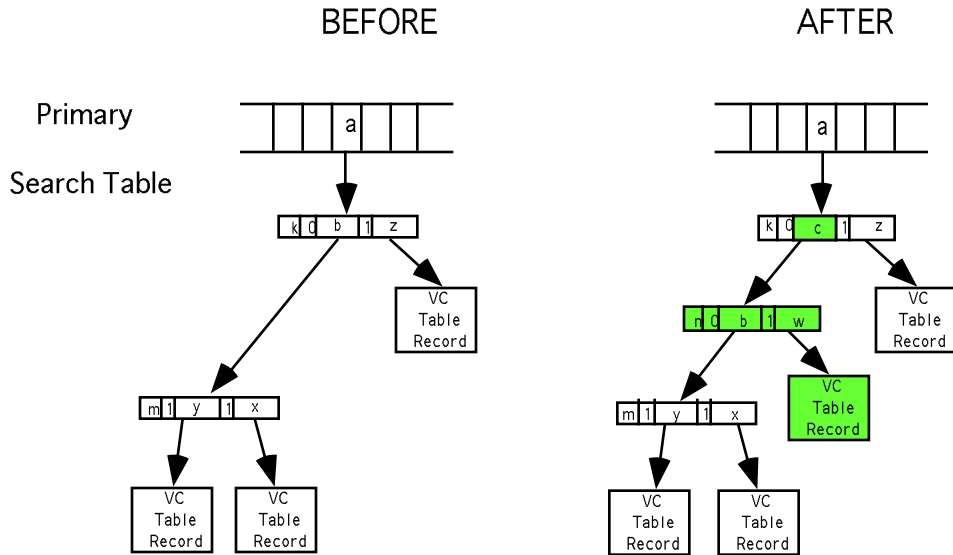 BEFORE
AFTER
Primary
a
a
Search Table
k 0 b 1 z
k 0 c 1 z
VC
Table
Record
VC
Table
Record
n 0 b 1 w
VC
Table
Record
m 1 y 1 x
m 1 y 1 x
VC
Table
Record
VC
Table
Record
VC
Table
Record
VC
Table
Record